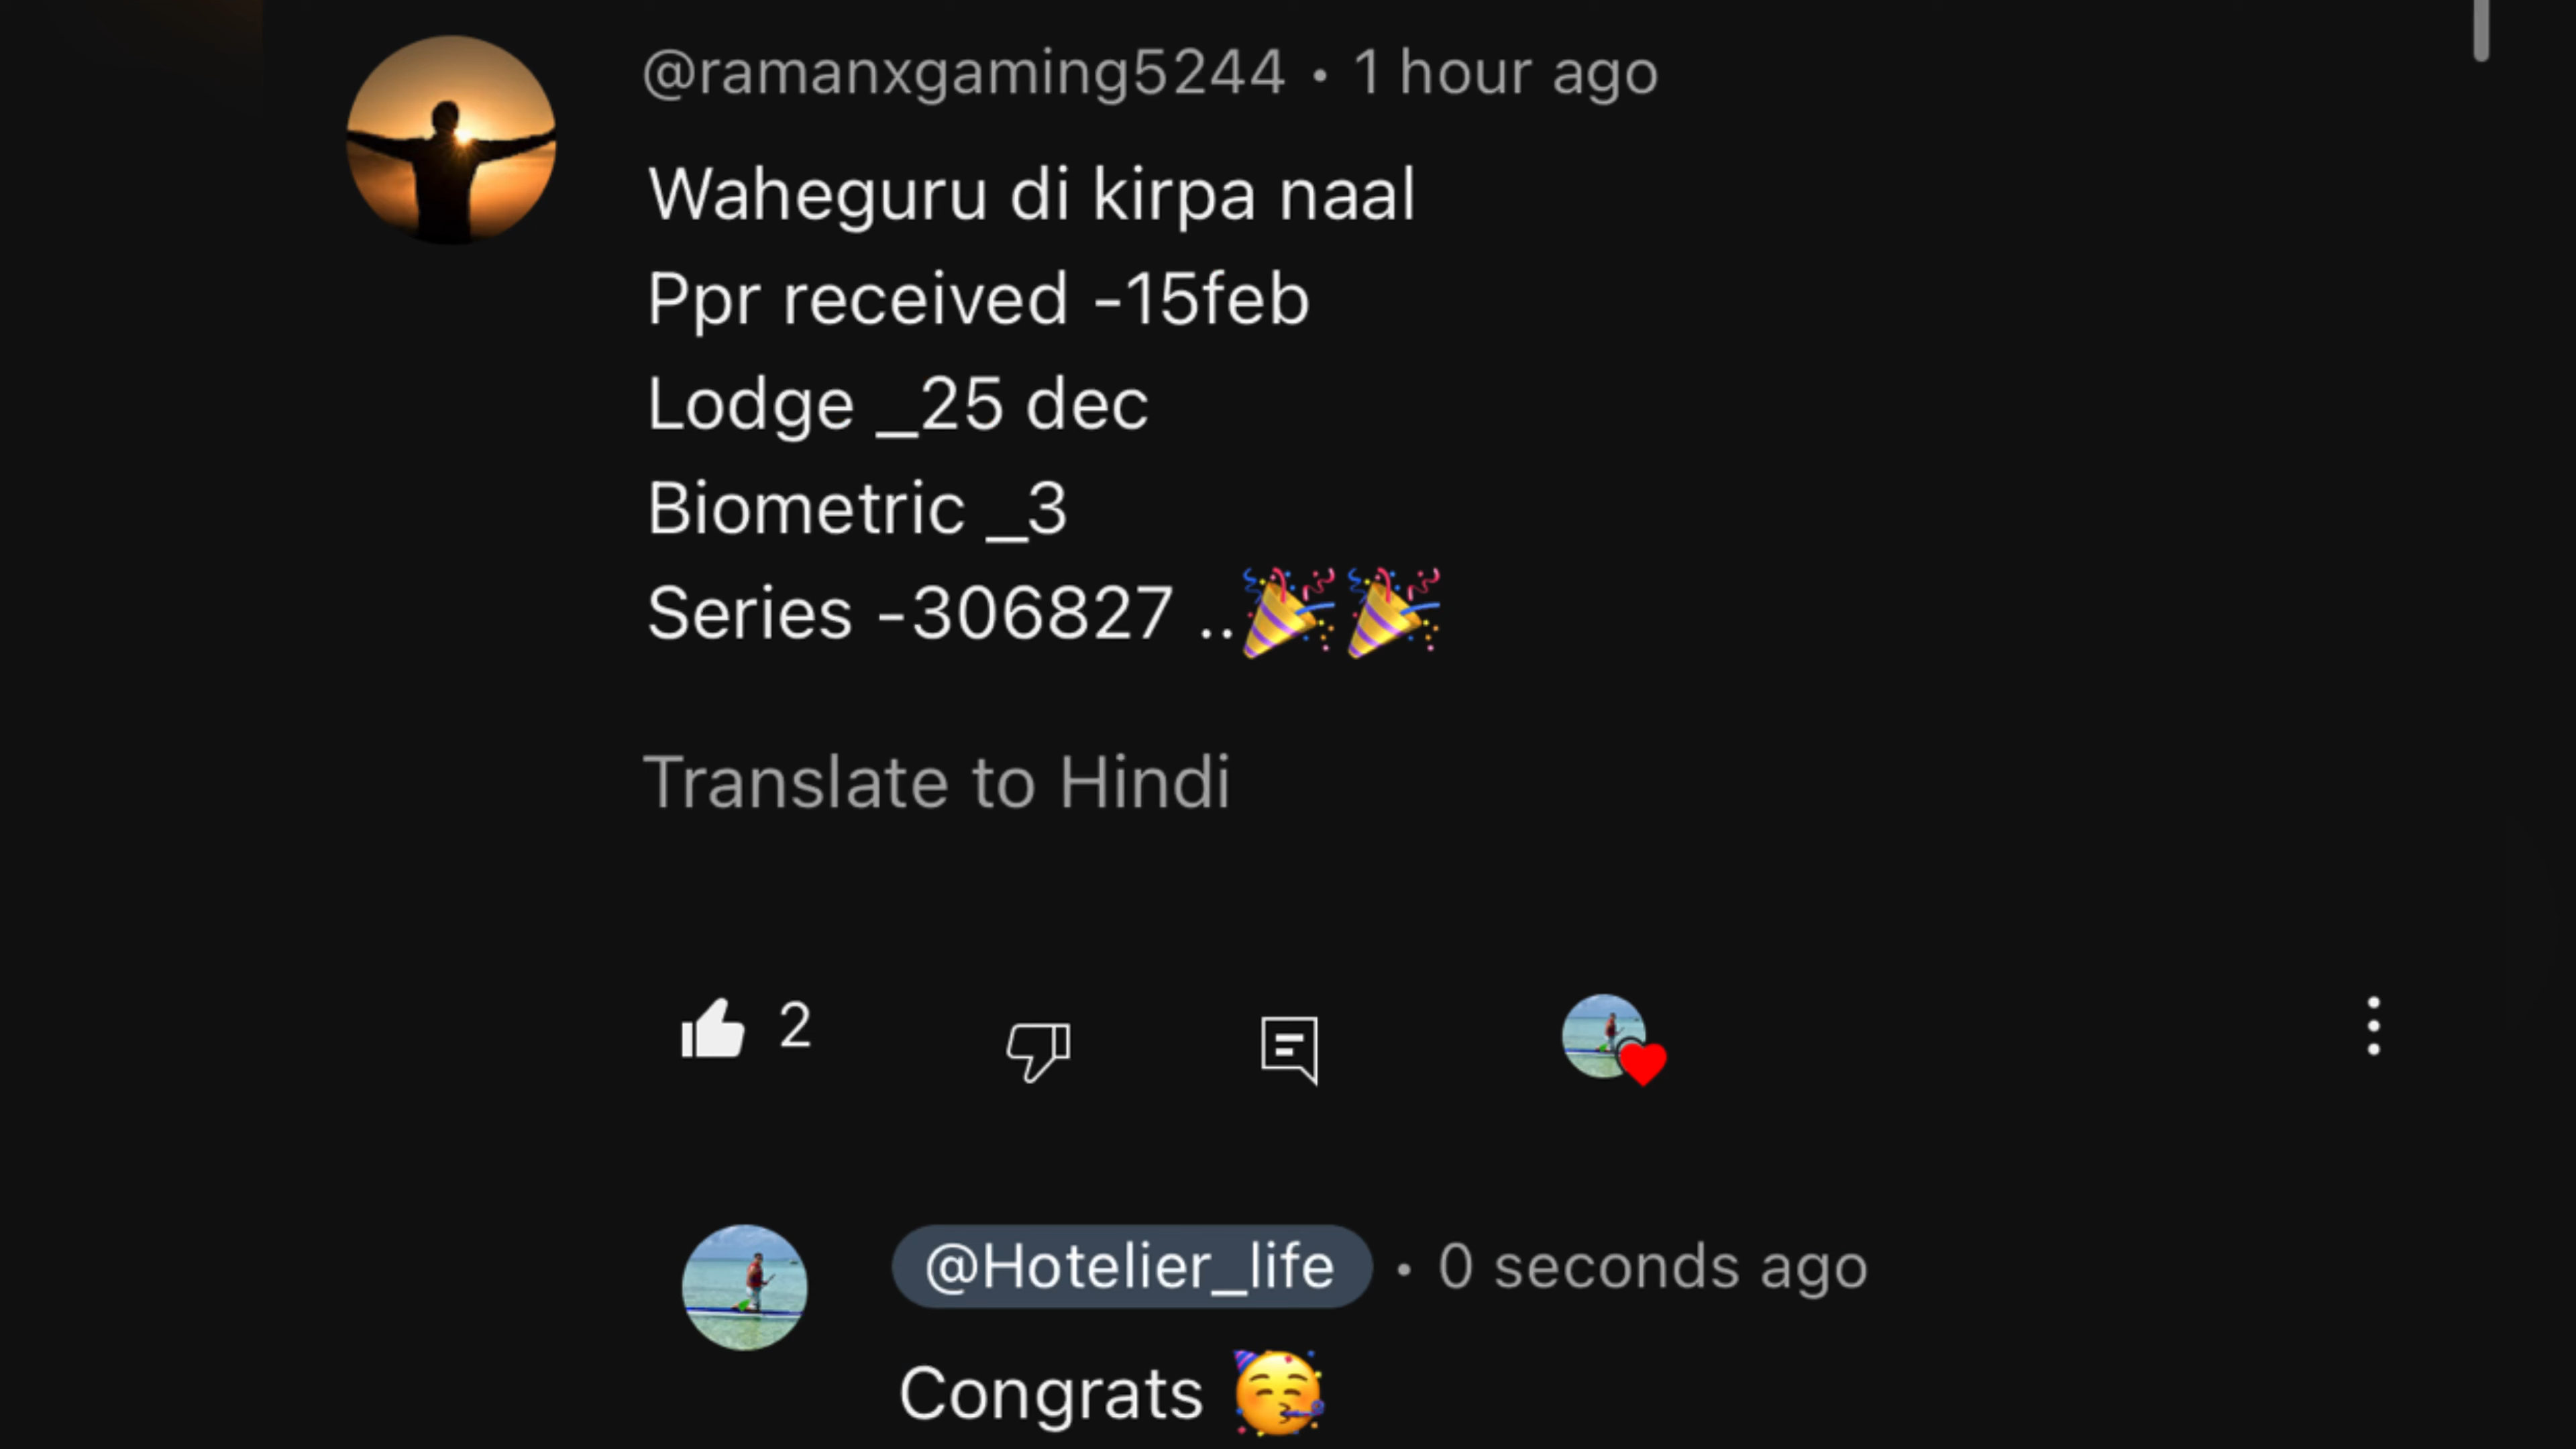 @ramanxgaming5244 • 1 hour ago
Waheguru di kirpa naal
Ppr received -15feb
Lodge _25 dec
Biometric _3
Series -306827 ..🎉🎉
Translate to Hindi
2
@Hotelier_life • 0 seconds ago
Congrats 🥳